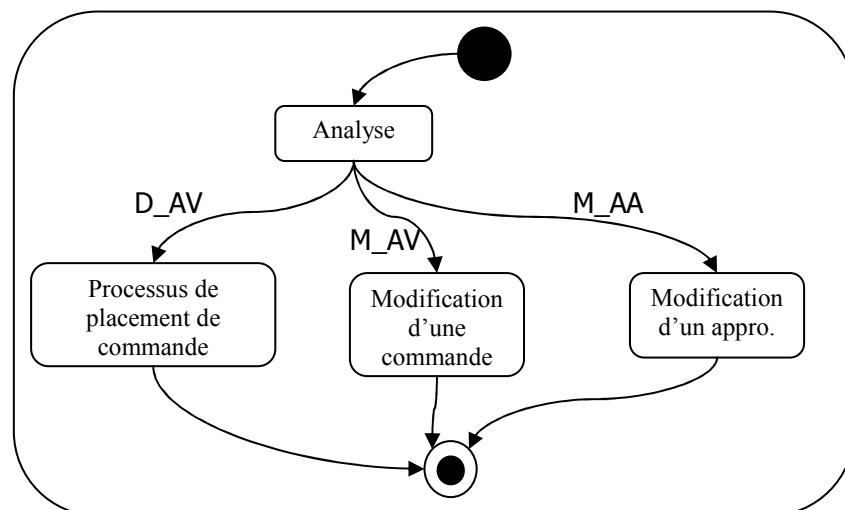 Analyse
D_AV
M_AV
M_AA
Processus de
placement de
commande
Modification
d’une
commande
Modification
d’un appro.